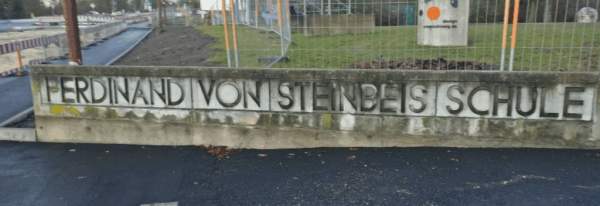 FERDINAND VON STEINBEIS SCHULE